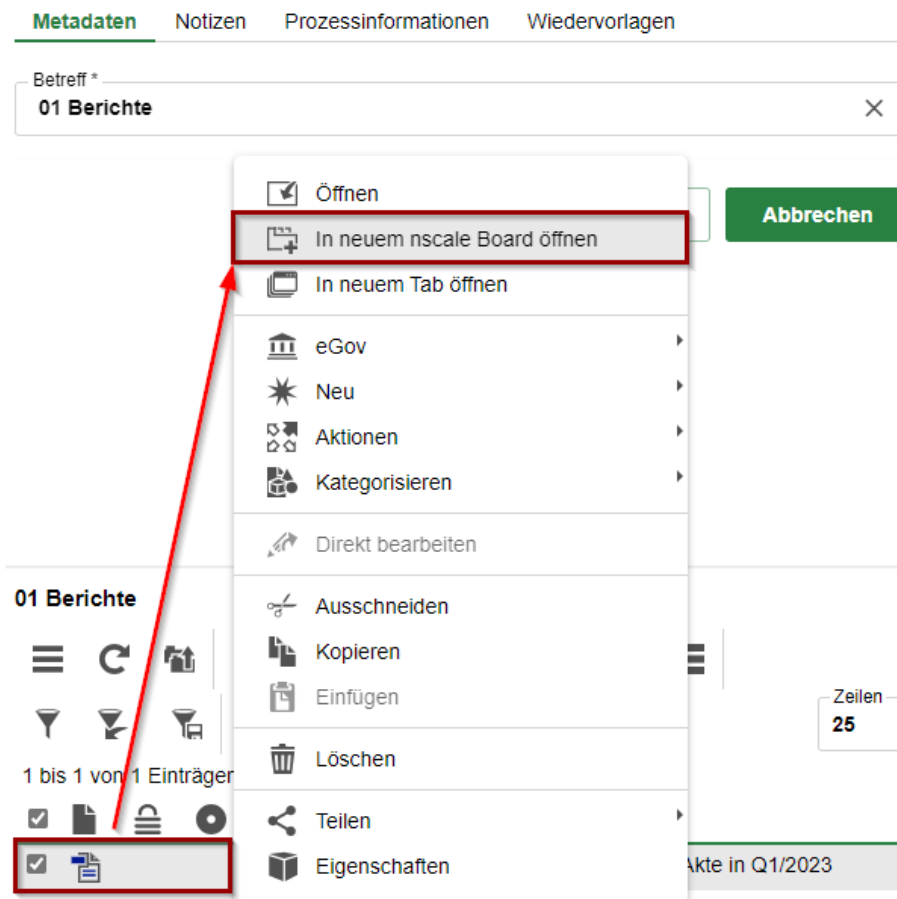 Metadaten Notizen Prozessinformationen Wiedervorlagen
Betreff *
01 Berichte
Öffnen
In neuem nscale Board öffnen
Abbrechen
In neuem Tab öffnen
eGov
Neu
Aktionen
Kategorisieren
Direkt bearbeiten
01 Berichte
Ausschneiden
Kopieren
Einfügen
Zeilen
25
Löschen
1 bis 1 von 1 Einträgen
Teilen
Eigenschaften
Akte in Q1/2023